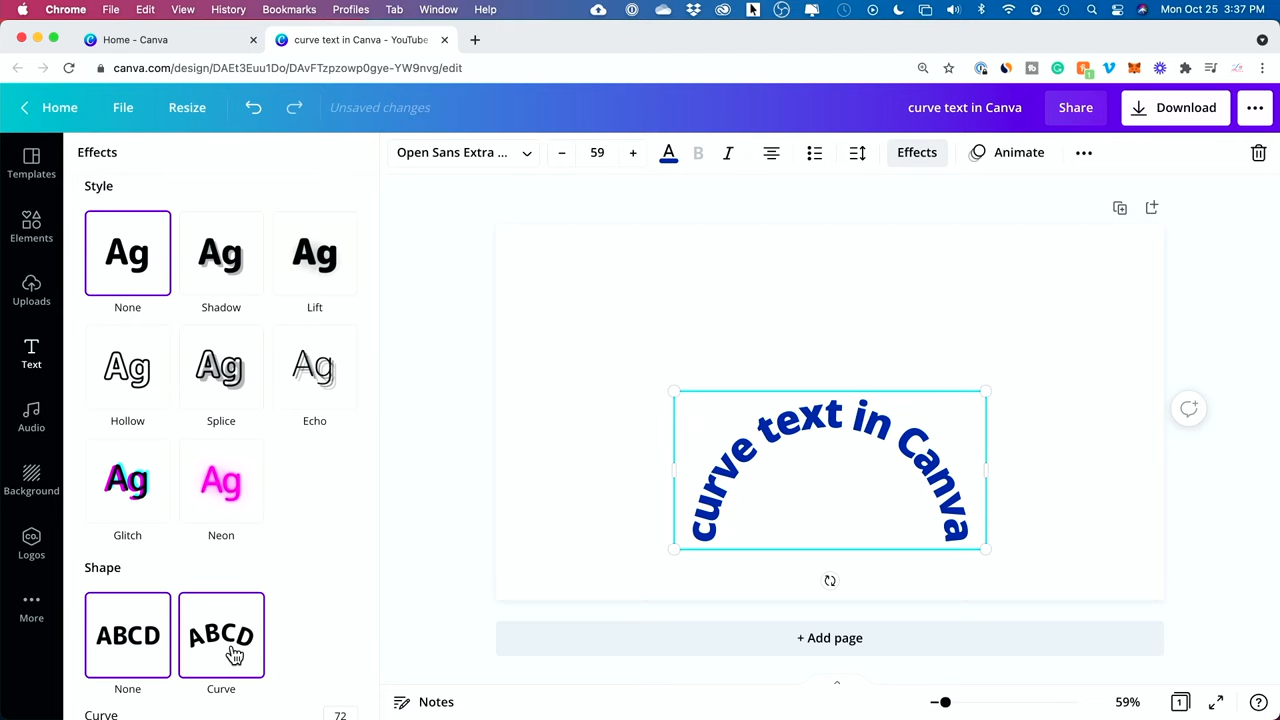 Chrome File Edit View History Bookmarks Profiles Tab Window Help Mon Oct 25 3:37 PM
Home - Canva curve text in Canva - YouTube
canva.com/design/DAEt3Euu1Do/DAvFTzpzowp0gye-YW9nvg/edit
Home File Resize Unsaved changes curve text in Canva Share Download
Effects
Open Sans Extra ... 59 A B I Effects Animate
Templates
Elements
Uploads
Text
Audio
Background
Logos
More
Style
Ag Ag Ag
None Shadow Lift
Ag Ag Ag
Hollow Splice Echo
Ag Ag
Glitch Neon
Shape
ABCD ABCD
None Curve
Curve 72
curve text in Canva
+ Add page
Notes 59% 1